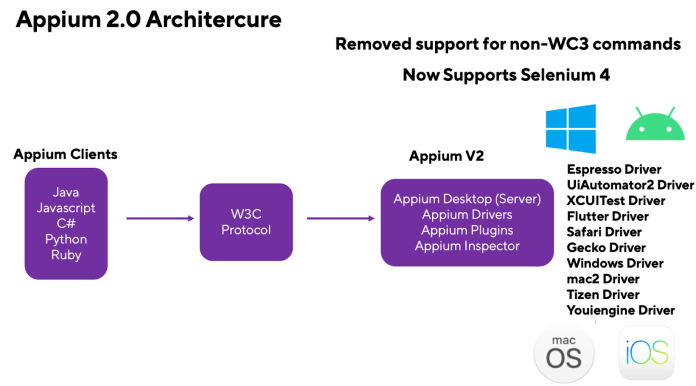 Appium 2.0 Architercure
Removed support for non-WC3 commands
Now Supports Selenium 4
Appium Clients
Java
Javascript
C#
Python
Ruby
W3C
Protocol
Appium V2
Appium Desktop (Server)
Appium Drivers
Appium Plugins
Appium Inspector
Espresso Driver
UiAutomator2 Driver
XCUITest Driver
Flutter Driver
Safari Driver
Gecko Driver
Windows Driver
mac2 Driver
Tizen Driver
Youiengine Driver
mac
OS
iOS